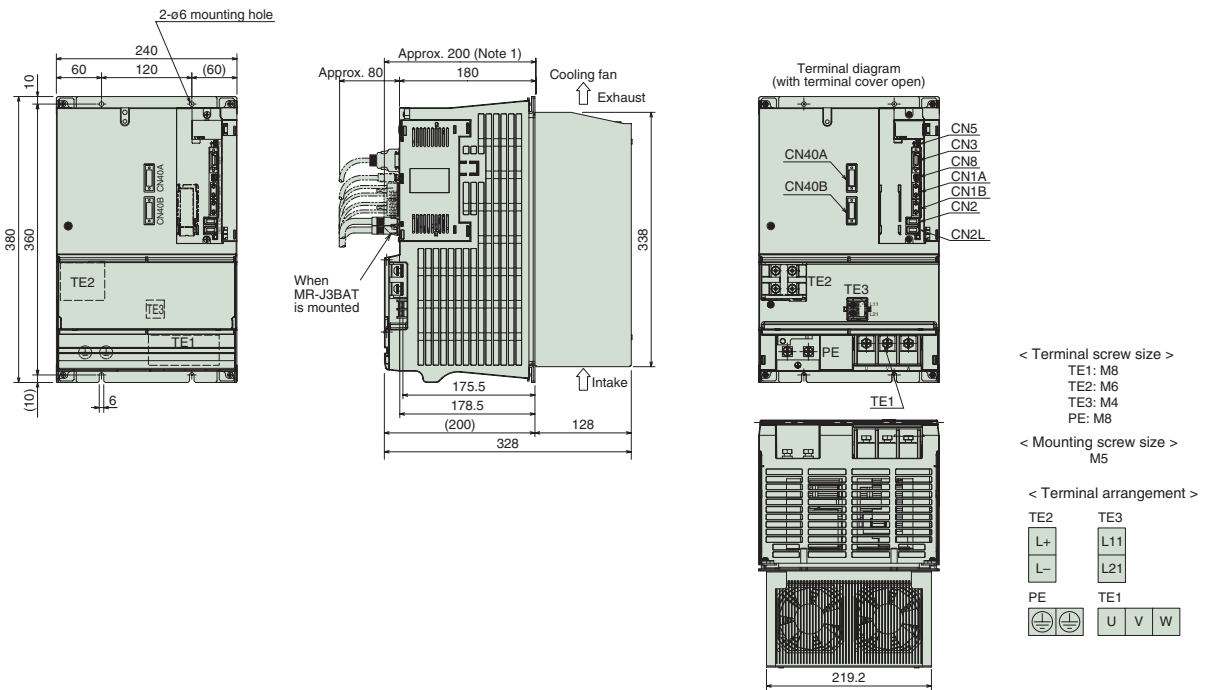 2-ø6 mounting hole
240
60
120
(60)
10
380
360
(10)
6
CN40A
CN40B
TE2
TE3
TE1
Approx. 200 (Note 1)
Approx. 80
180
Cooling fan
Exhaust
When
MR-J3BAT
is mounted
338
Intake
175.5
178.5
(200)
128
328
Terminal diagram
(with terminal cover open)
CN5
CN3
CN8
CN1A
CN1B
CN2
CN2L
CN40A
CN40B
TE2
TE3
L11
L21
PE
TE1
219.2
< Terminal screw size >
TE1: M8
TE2: M6
TE3: M4
PE: M8
< Mounting screw size >
M5
< Terminal arrangement >
TE2 TE3
L+ L11
L− L21
PE TE1
U V W